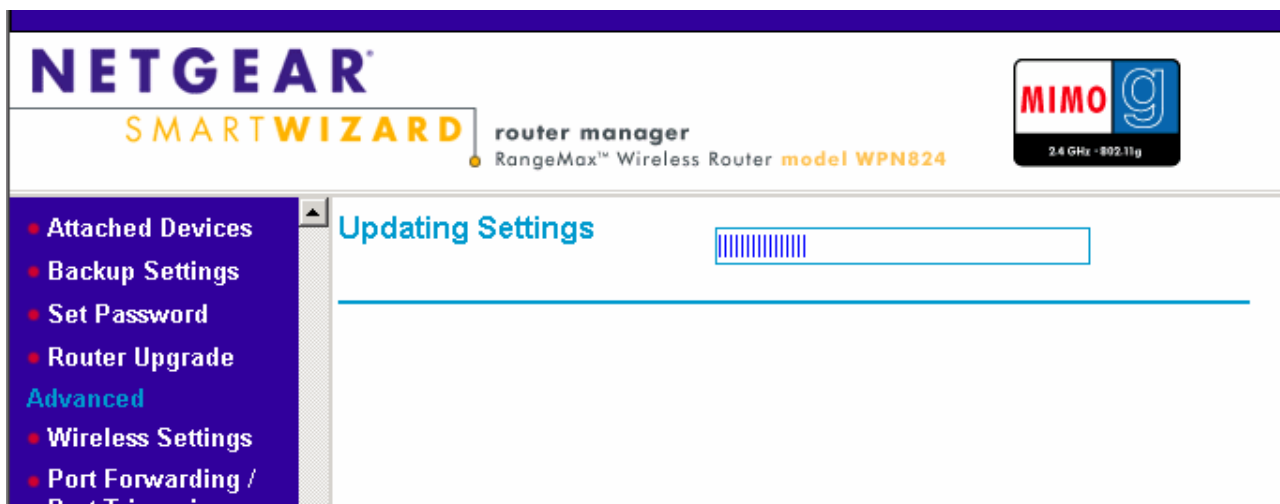 NETGEAR
SMARTWIZARD
router manager
RangeMax™ Wireless Router model WPN824
MIMO g
2.4 GHz - 802.11g
Attached Devices
Backup Settings
Set Password
Router Upgrade
Advanced
Wireless Settings
Port Forwarding /
Updating Settings